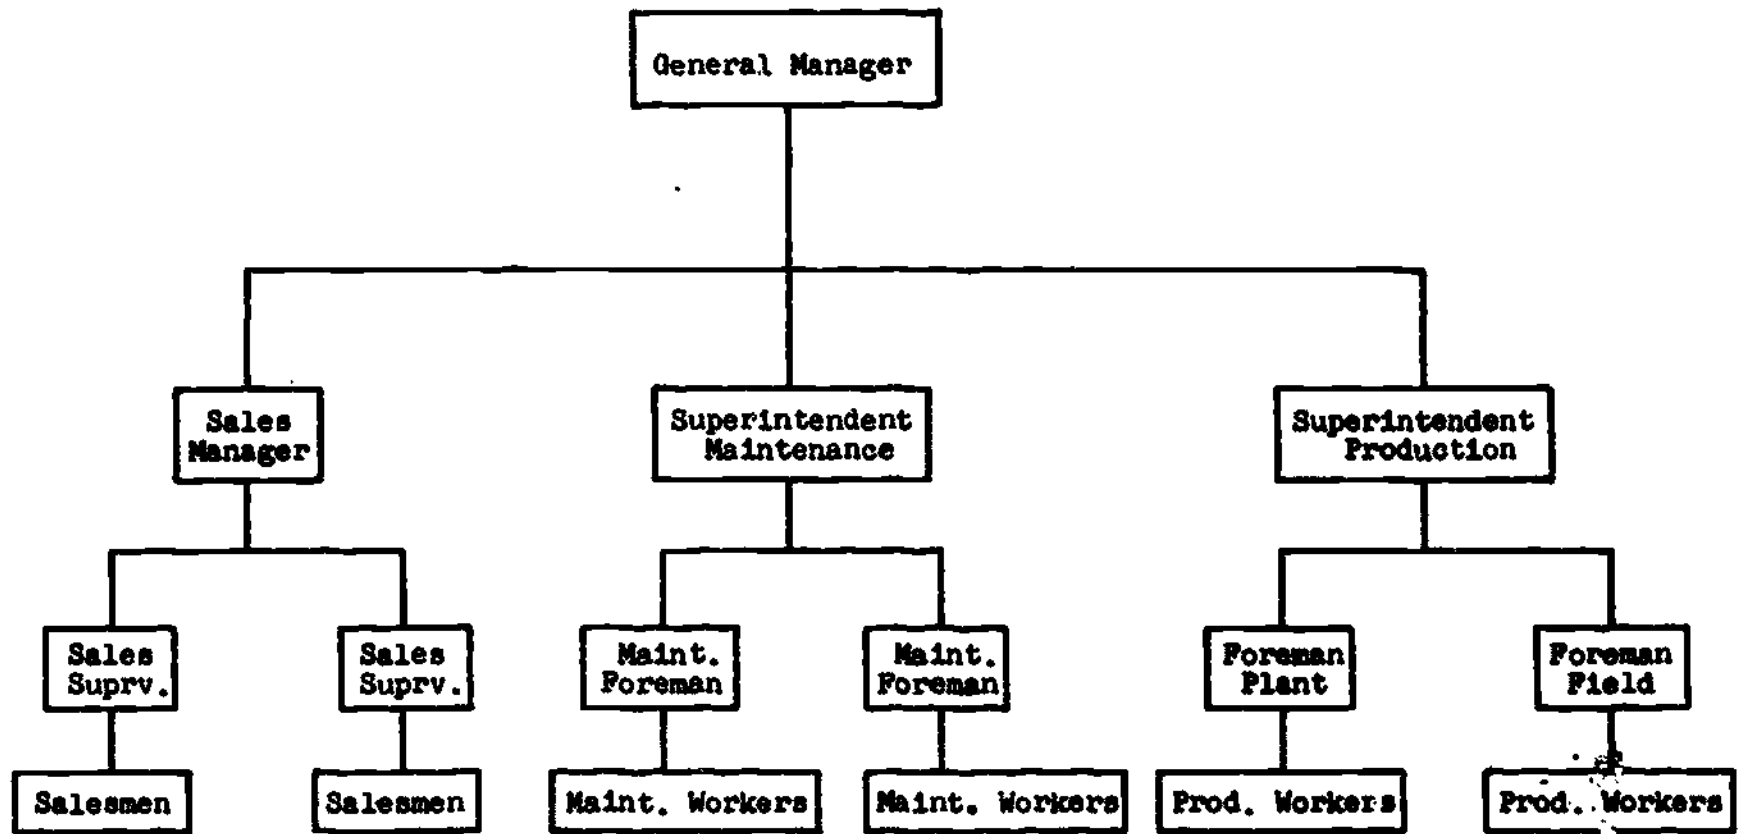 General Manager
Sales
Manager
Superintendent
Maintenance
Superintendent
Production
Sales
Suprv.
Sales
Suprv.
Maint.
Foreman
Maint.
Foreman
Foreman
Plant
Foreman
Field
Salesmen
Salesmen
Maint. Workers
Maint. Workers
Prod. Workers
Prod. Workers